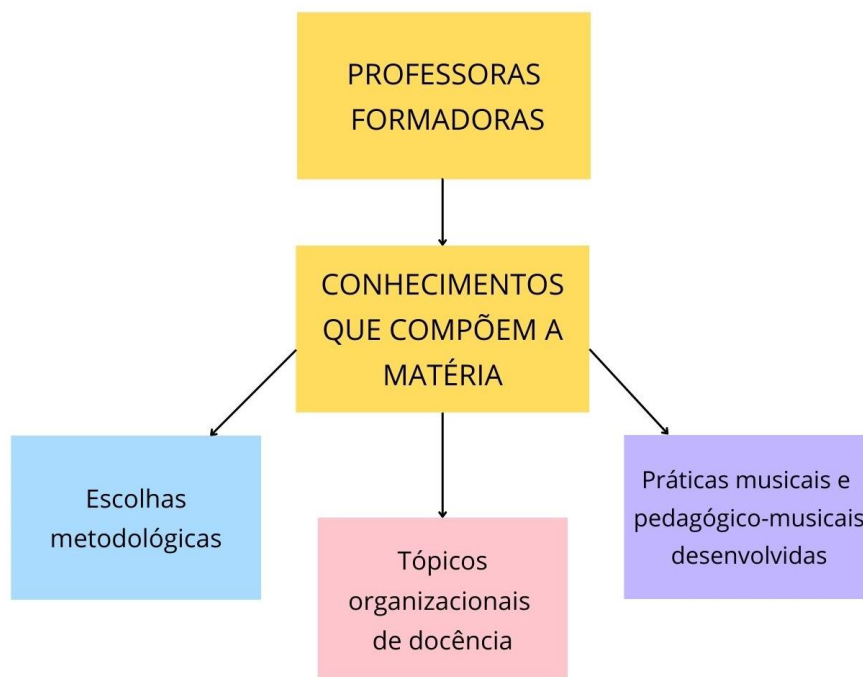 PROFESSORAS
FORMADORAS
CONHECIMENTOS
QUE COMPÕEM A
MATÉRIA
Escolhas
metodológicas
Tópicos
organizacionais
de docência
Práticas musicais e
pedagógico-musicais
desenvolvidas